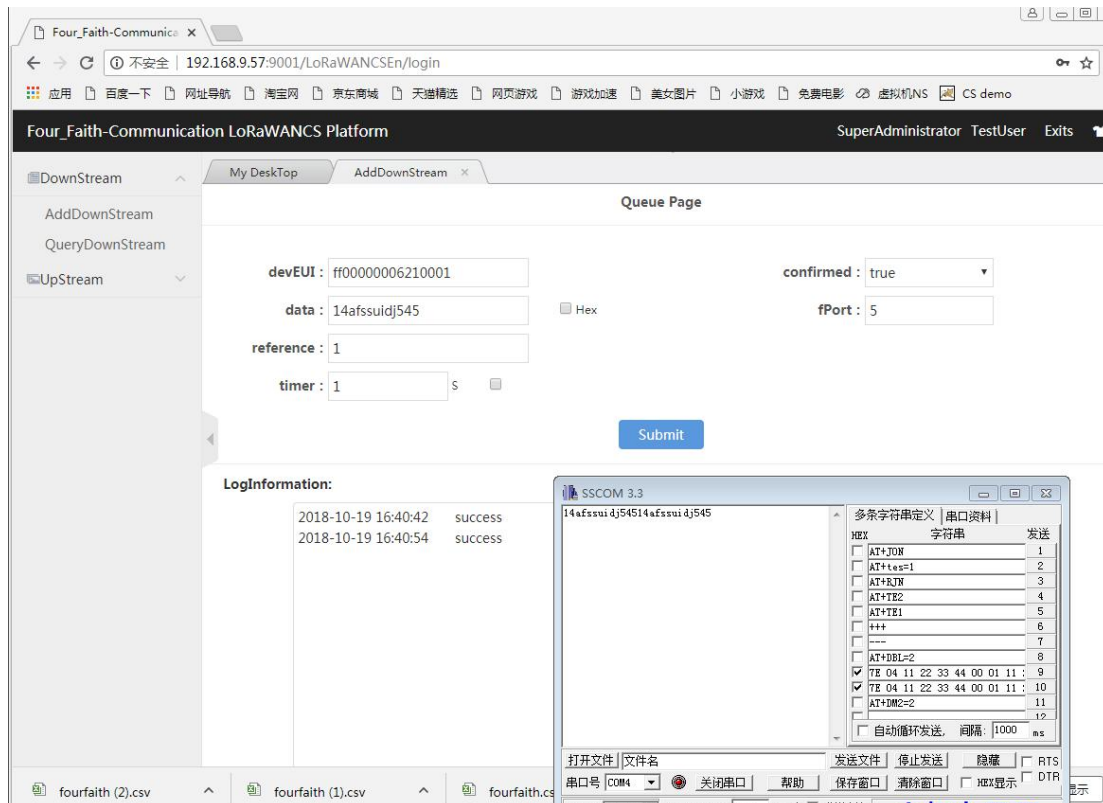 Four_Faith-Communica
不安全 | 192.168.9.57:9001/LoRaWANCSEn/login
应用 百度一下 网址导航 淘宝网 京东商城 天猫精选 网页游戏 游戏加速 美女图片 小游戏 免费电影 虚拟机NS CS demo
Four_Faith-Communication LoRaWANCS Platform SuperAdministrator TestUser Exits
DownStream
AddDownStream
QueryDownStream
UpStream
My DeskTop AddDownStream
Queue Page
devEUI : ff00000006210001 confirmed : true
data : 14afssuidj545 Hex fPort : 5
reference : 1
timer : 1 S
Submit
LogInformation:
2018-10-19 16:40:42 success
2018-10-19 16:40:54 success
SSCOM 3.3
14afssuidj54514afssuidj545
多条字符串定义 串口资料
HEX 字符串 发送
AT+JON 1
AT+tes=1 2
AT+RJN 3
AT+TE2 4
AT+TE1 5
+++ 6
--- 7
AT+DBL=2 8
7E 04 11 22 33 44 00 01 11 9
7E 04 11 22 33 44 00 01 11 10
AT+DM2=2 11
12
自动循环发送, 间隔: 1000 ms
打开文件 文件名 发送文件 停止发送 隐藏 RTS
串口号 COM4 关闭串口 帮助 保存窗口 清除窗口 HEX显示 DTR
fourfaith (2).csv fourfaith (1).csv fourfaith.cs 显示